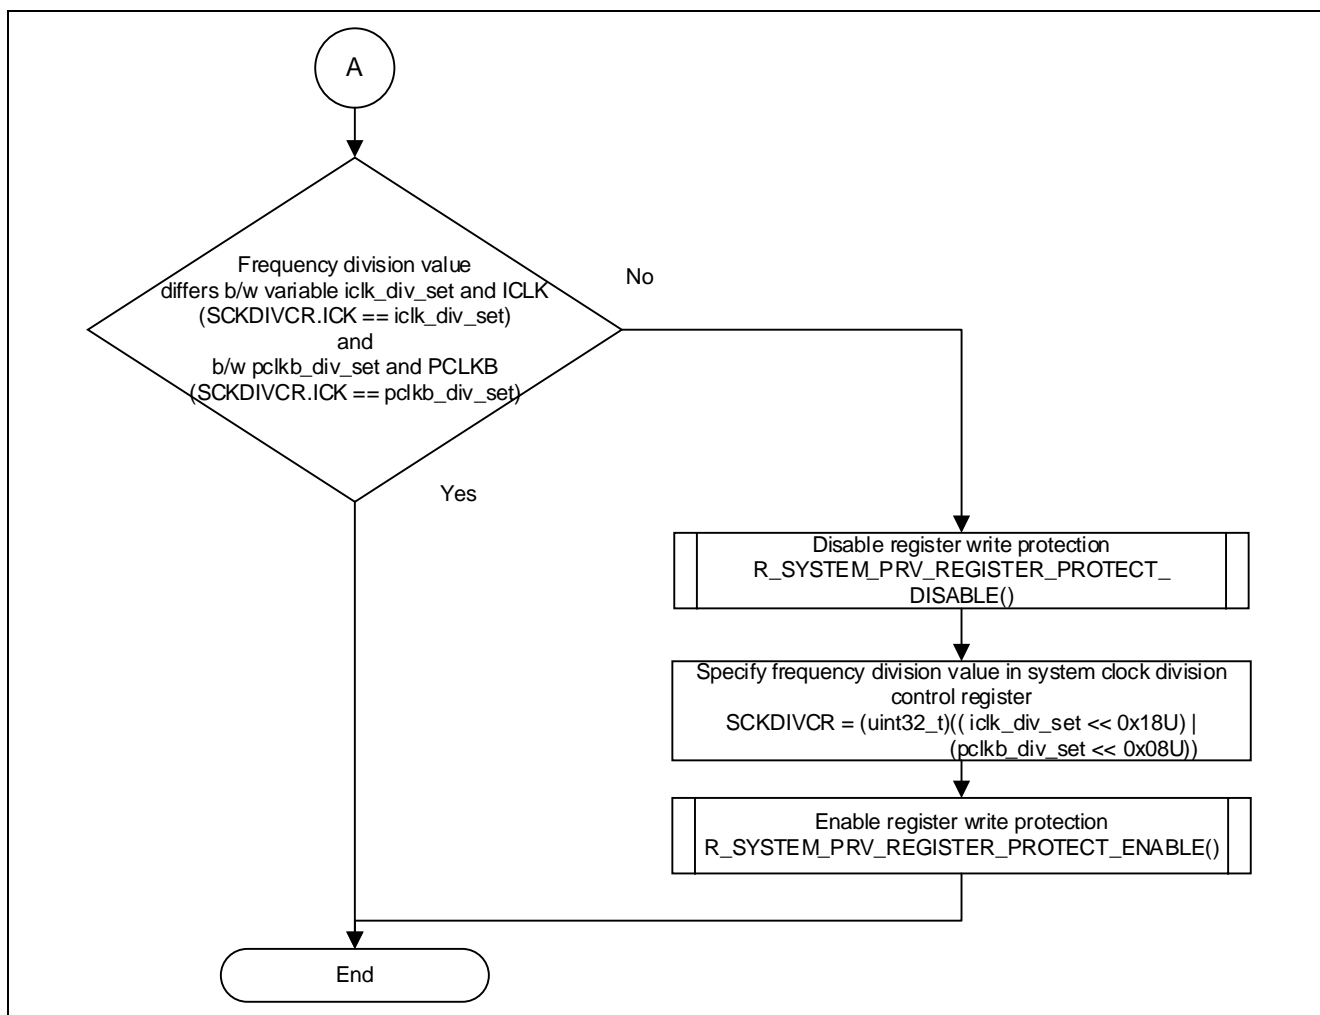 A
Frequency division value
differs b/w variable iclk_div_set and ICLK
(SCKDIVCR.ICK == iclk_div_set)
and
b/w pclkb_div_set and PCLKB
(SCKDIVCR.ICK == pclkb_div_set)
No
Yes
Disable register write protection
R_SYSTEM_PRV_REGISTER_PROTECT_
DISABLE()
Specify frequency division value in system clock division
control register
SCKDIVCR = (uint32_t)(( iclk_div_set << 0x18U) |
(pclkb_div_set << 0x08U))
Enable register write protection
R_SYSTEM_PRV_REGISTER_PROTECT_ENABLE()
End